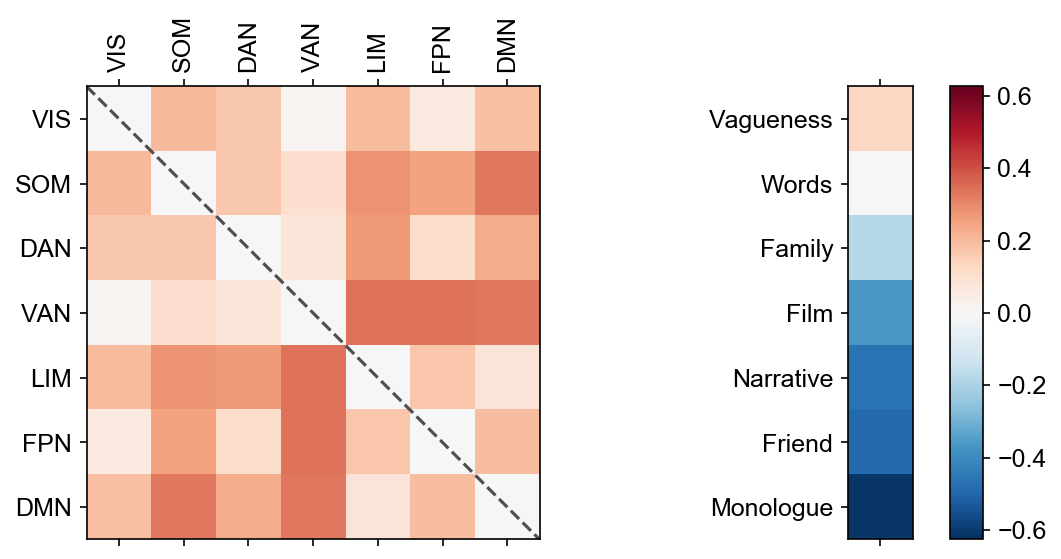 VIS
SOM
DAN
VAN
LIM
FPN
DMN
VIS
SOM
DAN
VAN
LIM
FPN
DMN
Vagueness
Words
Family
Film
Narrative
Friend
Monologue
0.6
0.4
0.2
0.0
−0.2
−0.4
−0.6